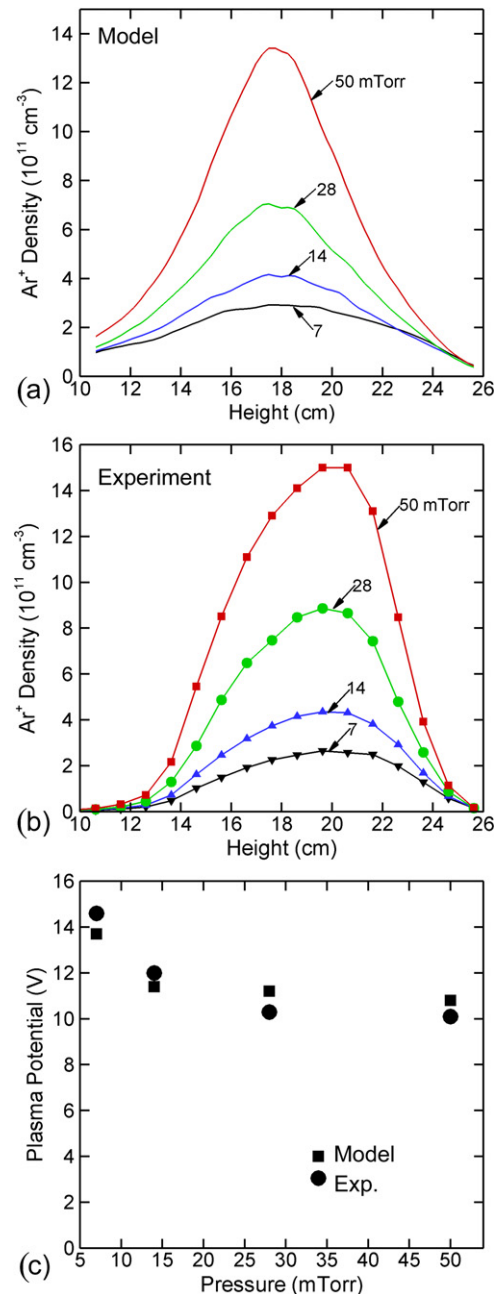 Model
50 mTorr
28
14
7
Ar+ Density (10^11 cm^-3)
0
2
4
6
8
10
12
14
10 12 14 16 18 20 22 24 26
Height (cm)
(a)
Experiment
50 mTorr
28
14
7
Ar+ Density (10^11 cm^-3)
16
14
12
10
8
6
4
2
0
10 12 14 16 18 20 22 24 26
Height (cm)
(b)
Plasma Potential (V)
16
14
12
10
8
6
4
2
0
Model
Exp.
5 10 15 20 25 30 35 40 45 50
Pressure (mTorr)
(c)